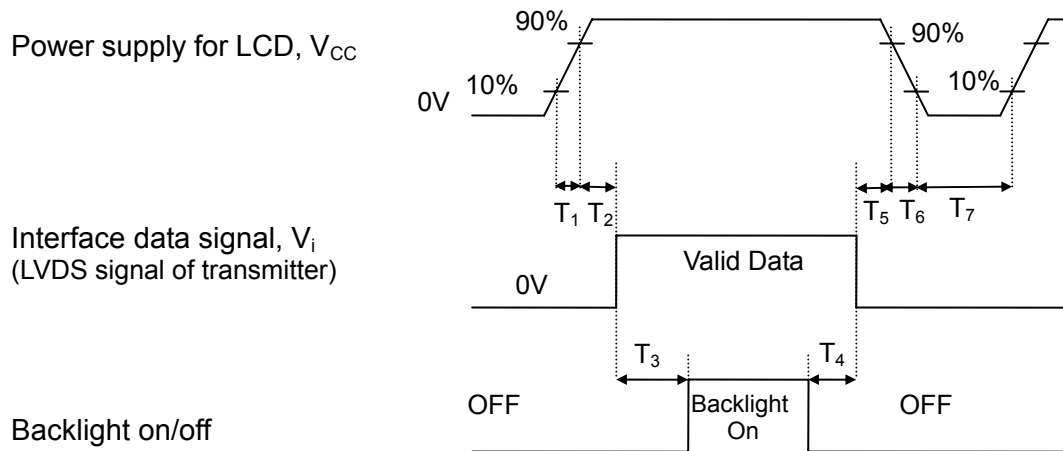 Power supply for LCD, VCC
90%
90%
10%
10%
0V
T1 T2
T5 T6 T7
Interface data signal, Vi
(LVDS signal of transmitter)
Valid Data
0V
T3
T4
OFF
Backlight
On
OFF
Backlight on/off